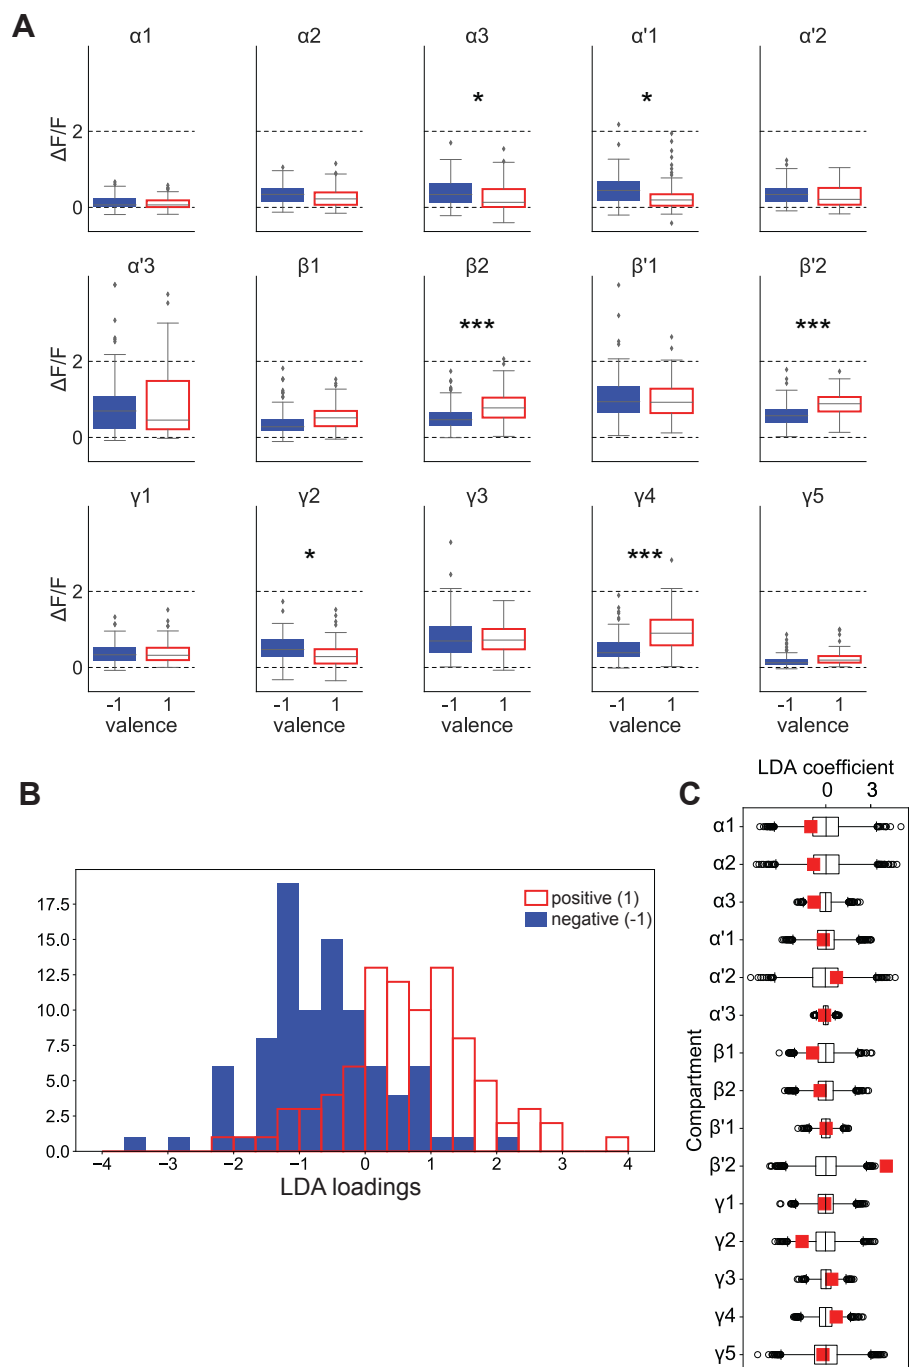 A
α1 α2 α3 α'1 α'2
* *
ΔF/F
2
0
α'3 β1 β2 β'1 β'2
*** ***
ΔF/F
2
0
γ1 γ2 γ3 γ4 γ5
* ***
ΔF/F
2
0
-1 1 -1 1 -1 1 -1 1 -1 1
valence valence valence valence valence
B
17.5
15.0
12.5
10.0
7.5
5.0
2.5
0.0
positive (1)
negative (-1)
−4 −3 −2 −1 0 1 2 3 4
LDA loadings
C
LDA coefficient
0 3
Compartment
α1
α2
α3
α'1
α'2
α'3
β1
β2
β'1
β'2
γ1
γ2
γ3
γ4
γ5